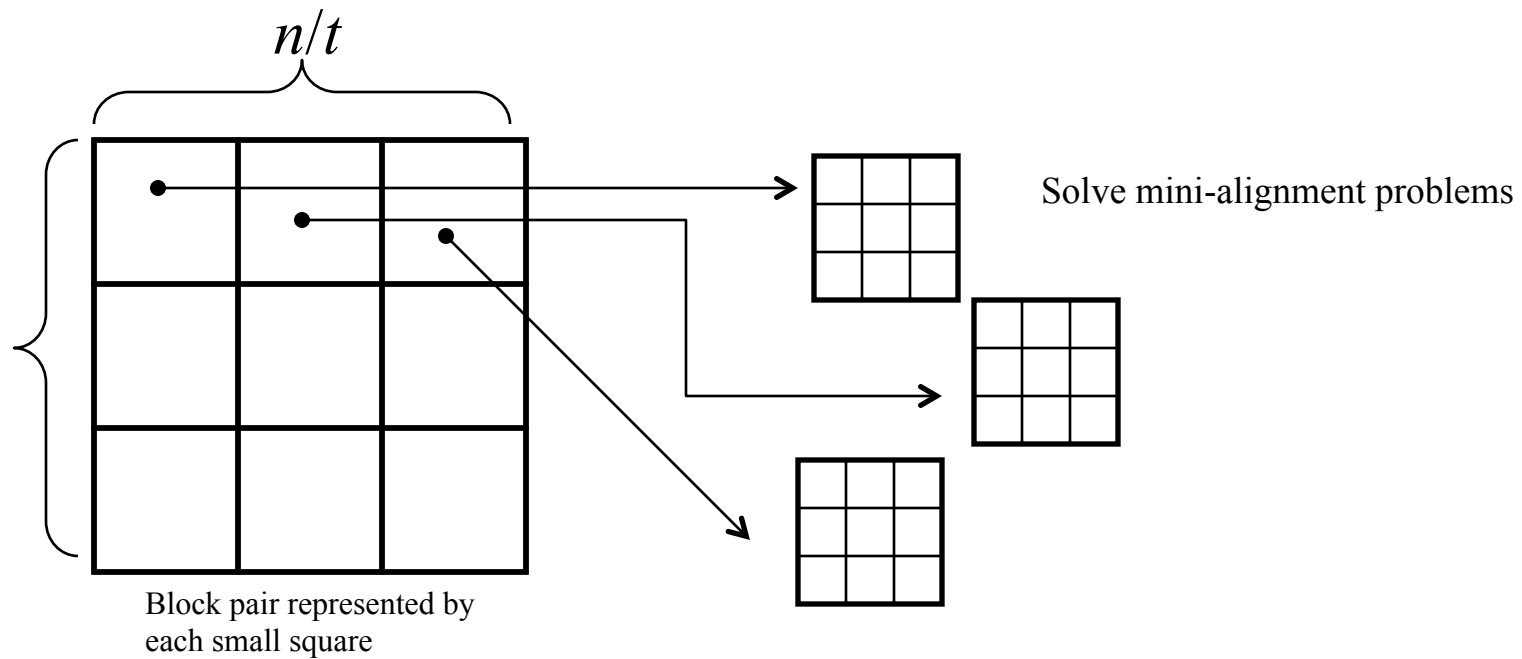 n/t
Solve mini-alignment problems
Block pair represented by
each small square